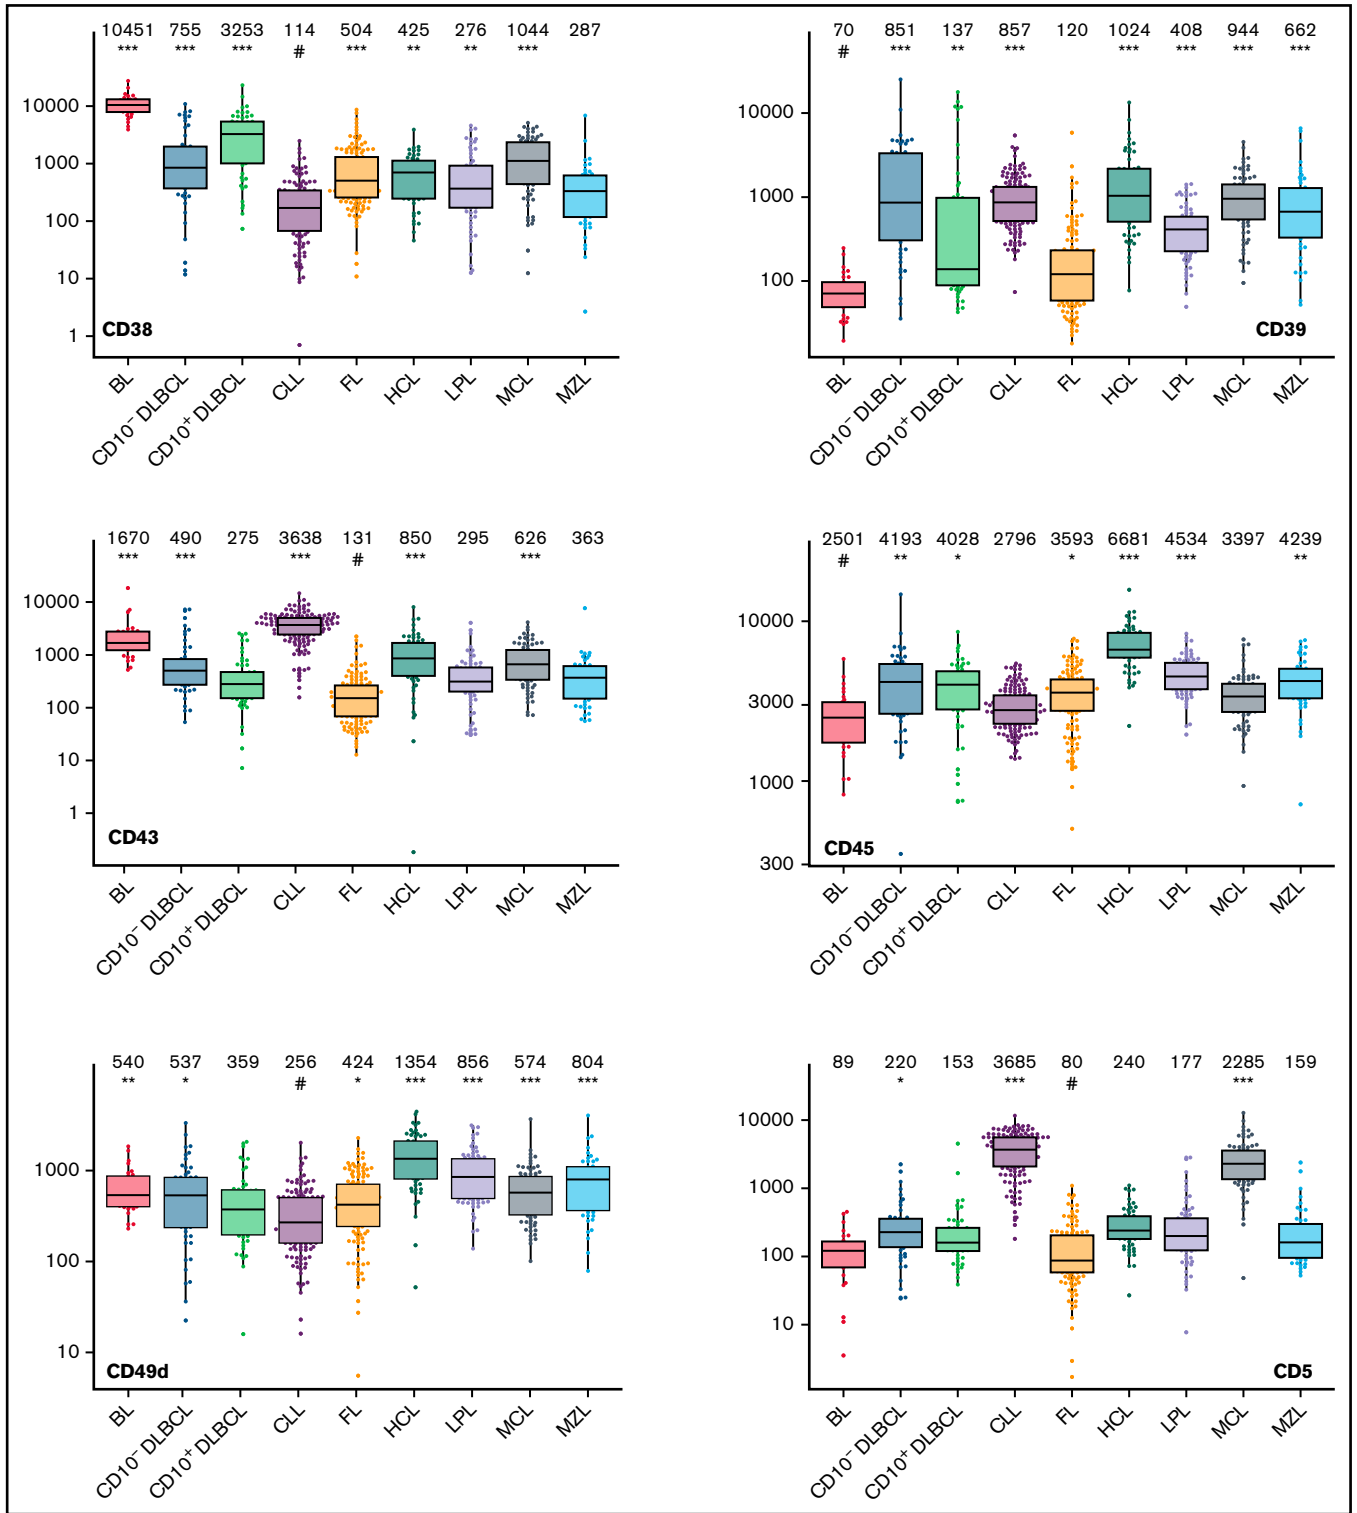 10451 755 3253 114 504 425 276 1044 287
*** *** *** # *** ** ** ***
10000
1000
100
10
1
CD38
BL CD10⁻ DLBCL CD10⁺ DLBCL CLL FL HCL LPL MCL MZL
70 851 137 857 120 1024 408 944 662
# *** ** *** *** *** *** ***
10000
1000
100
CD39
BL CD10⁻ DLBCL CD10⁺ DLBCL CLL FL HCL LPL MCL MZL
1670 490 275 3638 131 850 295 626 363
*** *** *** # *** ***
10000
1000
100
10
1
CD43
BL CD10⁻ DLBCL CD10⁺ DLBCL CLL FL HCL LPL MCL MZL
2501 4193 4028 2796 3593 6681 4534 3397 4239
# ** * * *** *** **
10000
3000
1000
300
CD45
BL CD10⁻ DLBCL CD10⁺ DLBCL CLL FL HCL LPL MCL MZL
540 537 359 256 424 1354 856 574 804
** * # * *** *** *** ***
1000
100
10
CD49d
BL CD10⁻ DLBCL CD10⁺ DLBCL CLL FL HCL LPL MCL MZL
89 220 153 3685 80 240 177 2285 159
* *** # ***
10000
1000
100
10
CD5
BL CD10⁻ DLBCL CD10⁺ DLBCL CLL FL HCL LPL MCL MZL